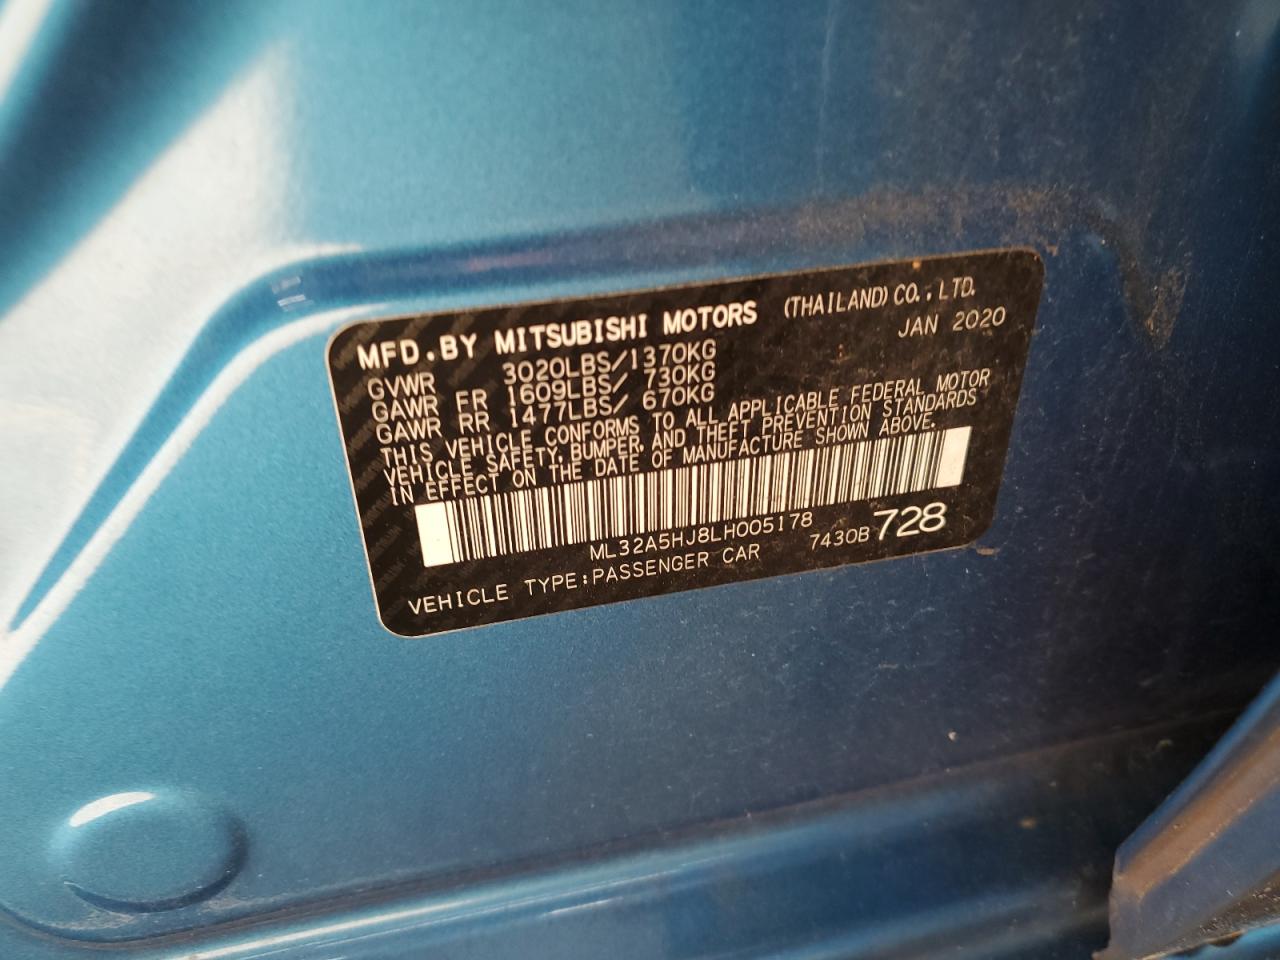 MFD.BY MITSUBISHI MOTORS (THAILAND) CO.,LTD.
JAN 2020
GVWR 3020LBS/1370KG
GAWR FR 1609LBS/ 730KG
GAWR RR 1477LBS/ 670KG
THIS VEHICLE CONFORMS TO ALL APPLICABLE FEDERAL MOTOR
VEHICLE SAFETY, BUMPER, AND THEFT PREVENTION STANDARDS
IN EFFECT ON THE DATE OF MANUFACTURE SHOWN ABOVE.
ML32A5HJ8LH005178
7430B 728
VEHICLE TYPE:PASSENGER CAR